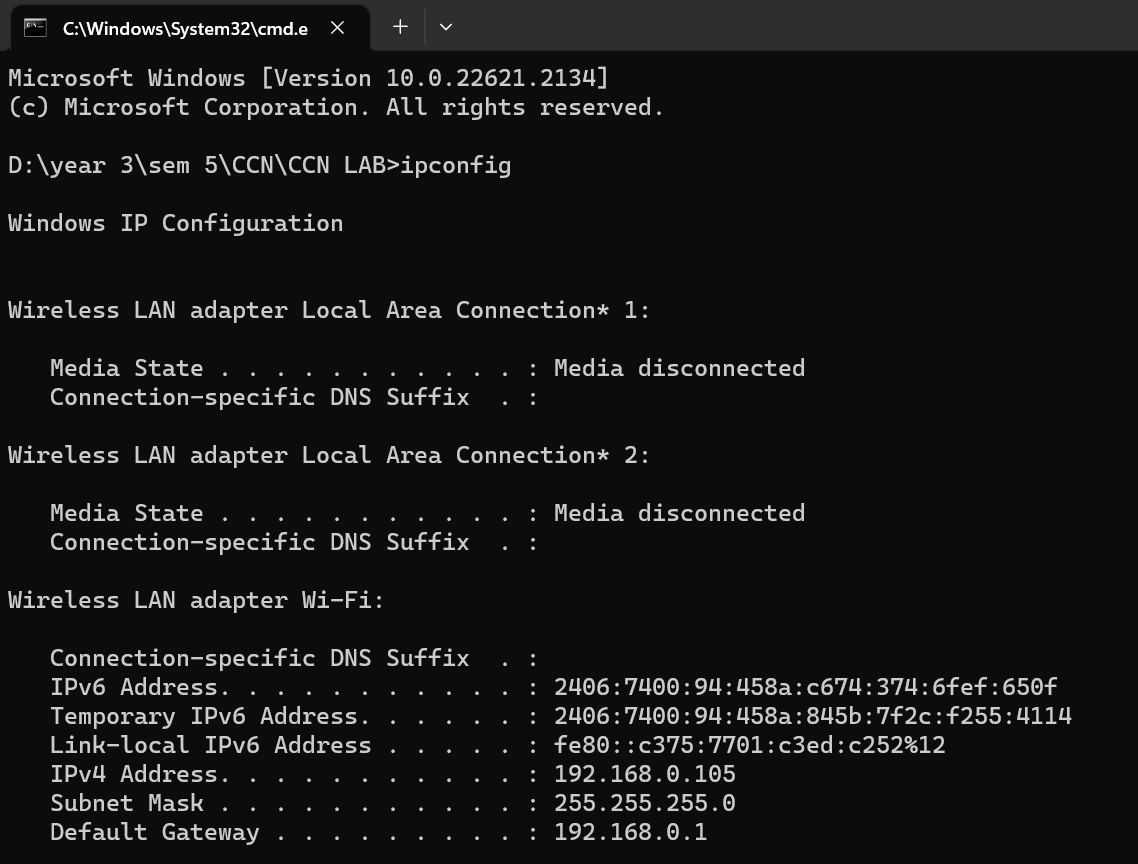 C:\Windows\System32\cmd.e
Microsoft Windows [Version 10.0.22621.2134]
(c) Microsoft Corporation. All rights reserved.
D:\year 3\sem 5\CCN\CCN LAB>ipconfig
Windows IP Configuration
Wireless LAN adapter Local Area Connection* 1:
Media State . . . . . . . . . . . : Media disconnected
Connection-specific DNS Suffix  . :
Wireless LAN adapter Local Area Connection* 2:
Media State . . . . . . . . . . . : Media disconnected
Connection-specific DNS Suffix  . :
Wireless LAN adapter Wi-Fi:
Connection-specific DNS Suffix  . :
IPv6 Address. . . . . . . . . . . : 2406:7400:94:458a:c674:374:6fef:650f
Temporary IPv6 Address. . . . . . : 2406:7400:94:458a:845b:7f2c:f255:4114
Link-local IPv6 Address . . . . . : fe80::c375:7701:c3ed:c252%12
IPv4 Address. . . . . . . . . . . : 192.168.0.105
Subnet Mask . . . . . . . . . . . : 255.255.255.0
Default Gateway . . . . . . . . . : 192.168.0.1